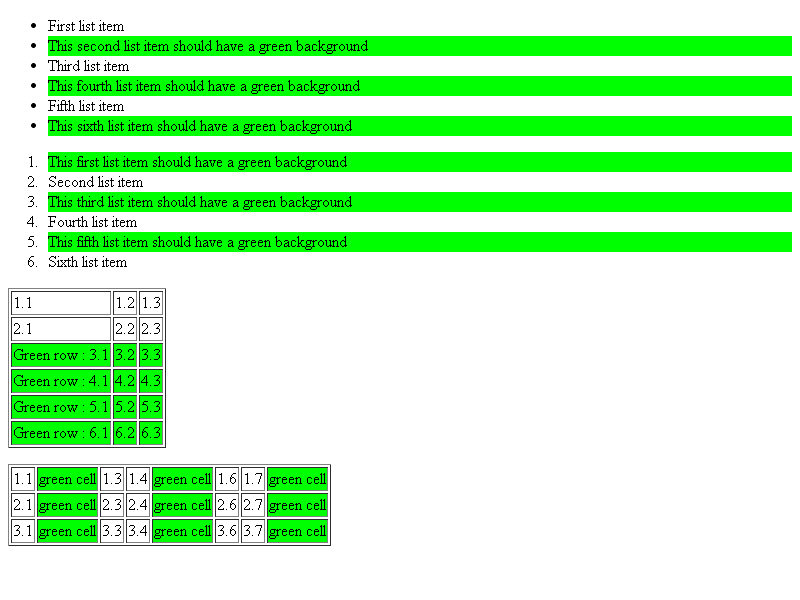 • First list item
• This second list item should have a green background
• Third list item
• This fourth list item should have a green background
• Fifth list item
• This sixth list item should have a green background
1. This first list item should have a green background
2. Second list item
3. This third list item should have a green background
4. Fourth list item
5. This fifth list item should have a green background
6. Sixth list item
1.1 1.2 1.3
2.1 2.2 2.3
Green row : 3.1 3.2 3.3
Green row : 4.1 4.2 4.3
Green row : 5.1 5.2 5.3
Green row : 6.1 6.2 6.3
1.1 green cell 1.3 1.4 green cell 1.6 1.7 green cell
2.1 green cell 2.3 2.4 green cell 2.6 2.7 green cell
3.1 green cell 3.3 3.4 green cell 3.6 3.7 green cell